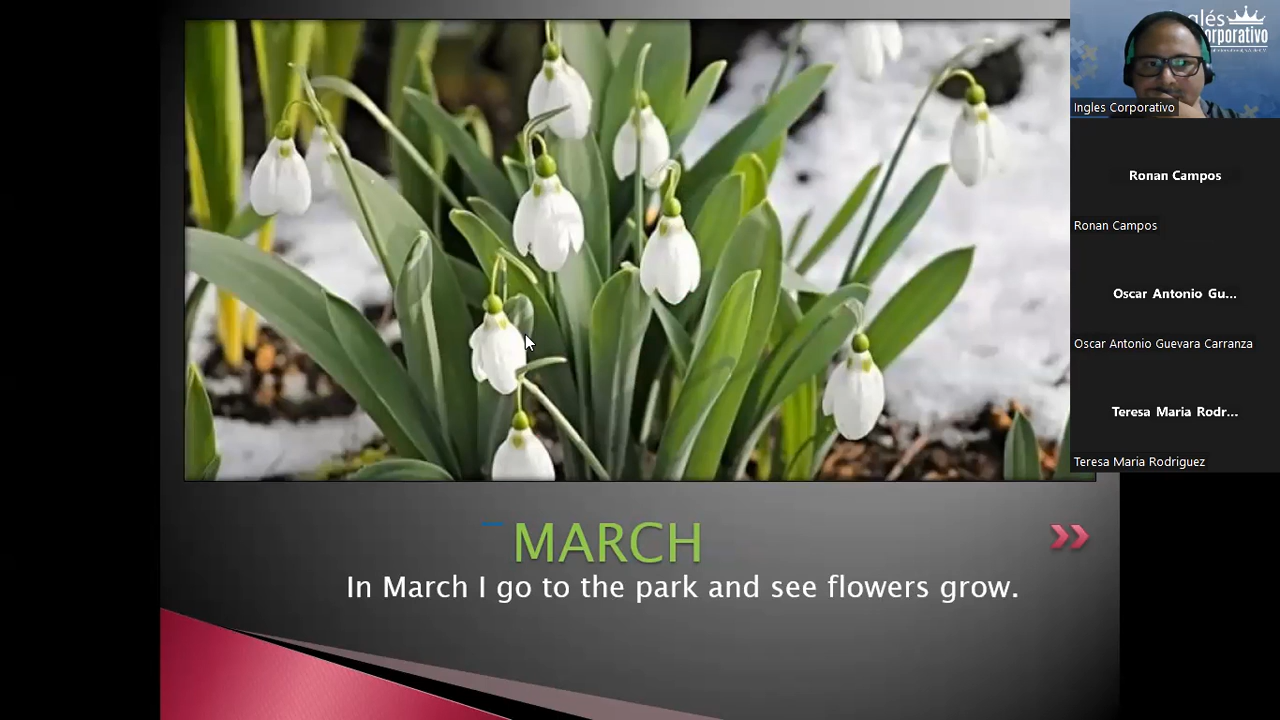 MARCH
In March I go to the park and see flowers grow.
Inglés
Corporativo
Ingles Corporativo
Ronan Campos
Ronan Campos
Oscar Antonio Gu...
Oscar Antonio Guevara Carranza
Teresa Maria Rodr...
Teresa Maria Rodriguez